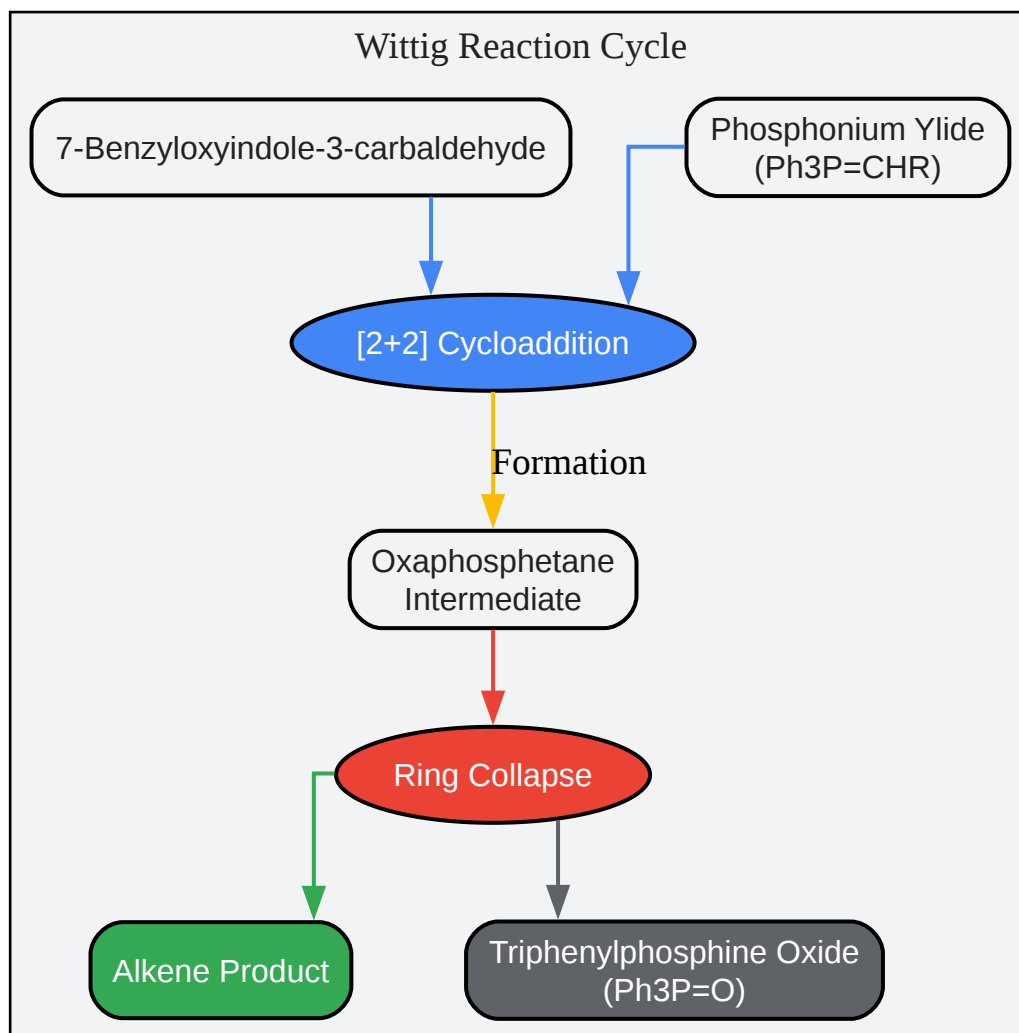 Wittig Reaction Cycle
7-Benzyloxyindole-3-carbaldehyde
Phosphonium Ylide
(Ph3P=CHR)
[2+2] Cycloaddition
Formation
Oxaphosphetane
Intermediate
Ring Collapse
Alkene Product
Triphenylphosphine Oxide
(Ph3P=O)